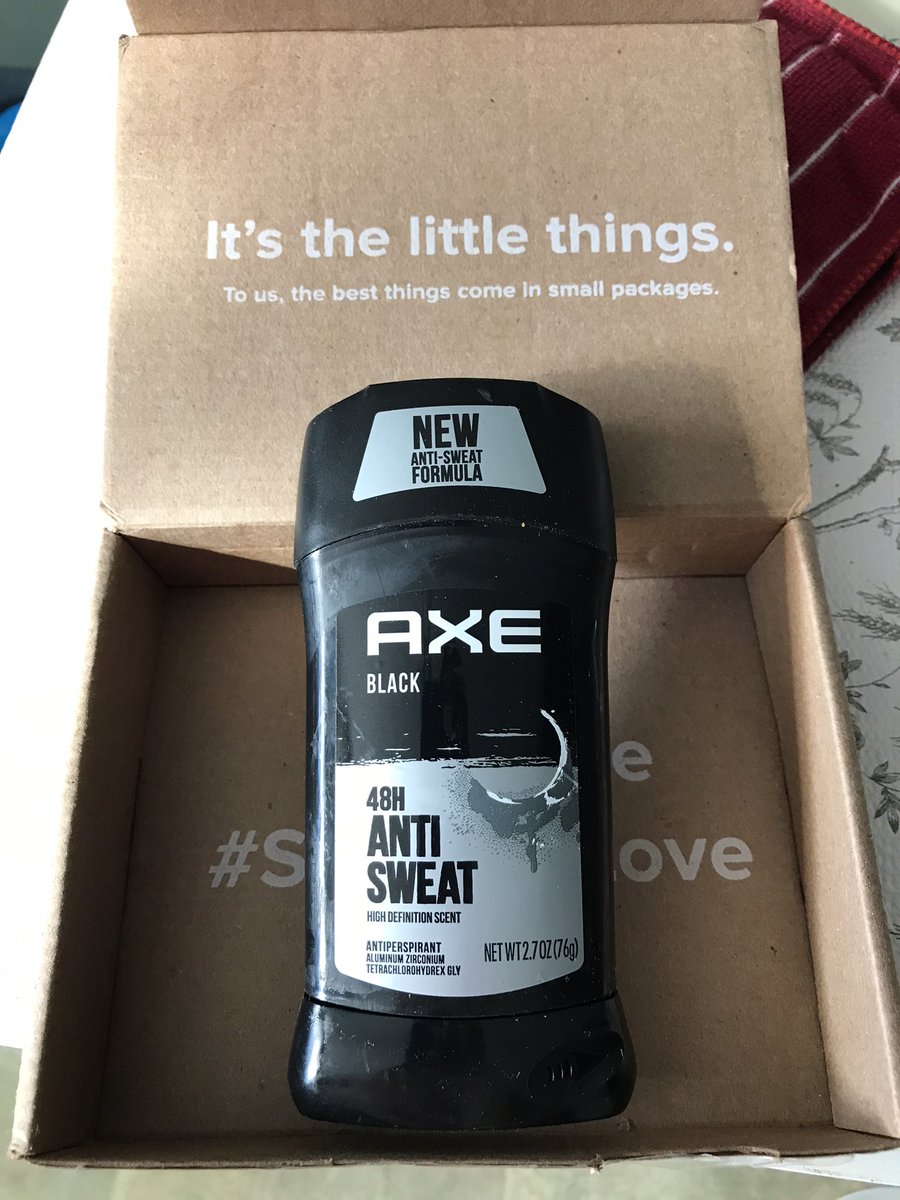 It's the little things.
To us, the best things come in small packages.
NEW
ANTI-SWEAT
FORMULA
AXE
BLACK
48H
ANTI
SWEAT
HIGH DEFINITION SCENT
ANTIPERSPIRANT
ALUMINUM ZIRCONIUM
TETRACHLOROHYDREX GLY
NET WT 2.7 OZ (76g)